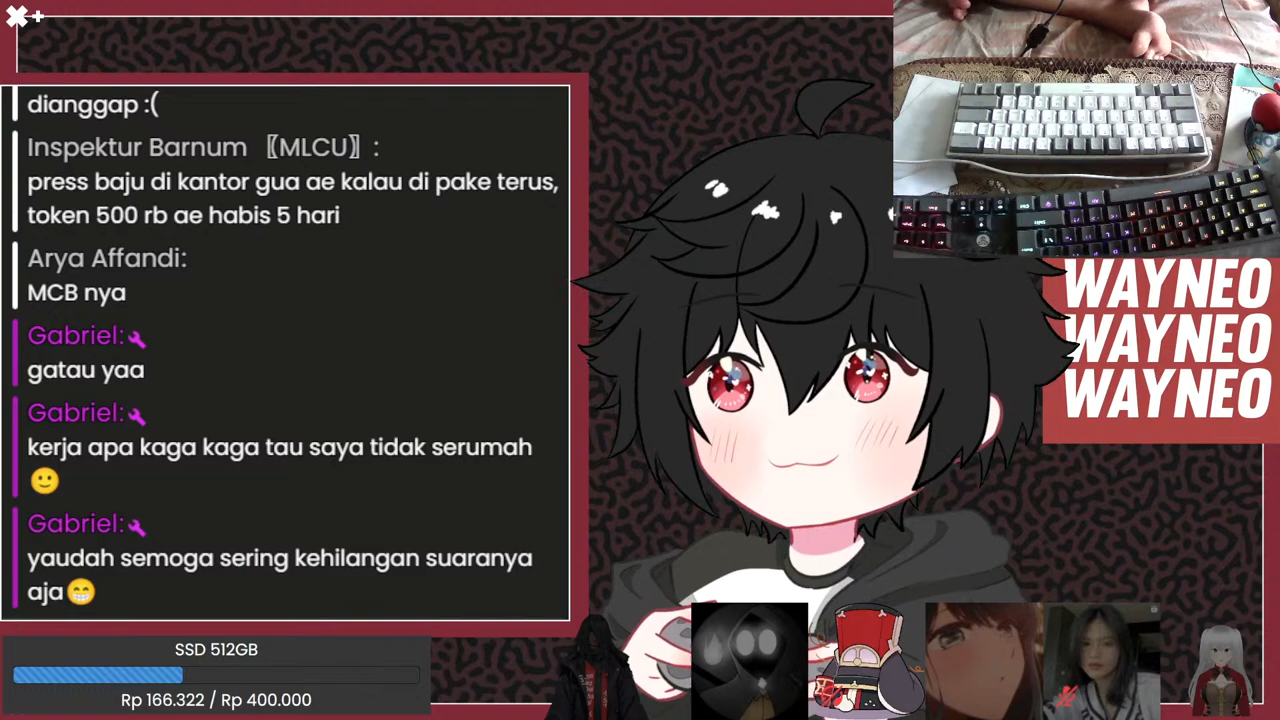 dianggap :(
Inspektur Barnum 〖MLCU〗 :
press baju di kantor gua ae kalau di pake terus,
token 500 rb ae habis 5 hari
Arya Affandi:
MCB nya
Gabriel:
gatau yaa
Gabriel:
kerja apa kaga kaga tau saya tidak serumah
🙂
Gabriel:
yaudah semoga sering kehilangan suaranya
aja😁
SSD 512GB
Rp 166.322 / Rp 400.000
WAYNEO
WAYNEO
WAYNEO